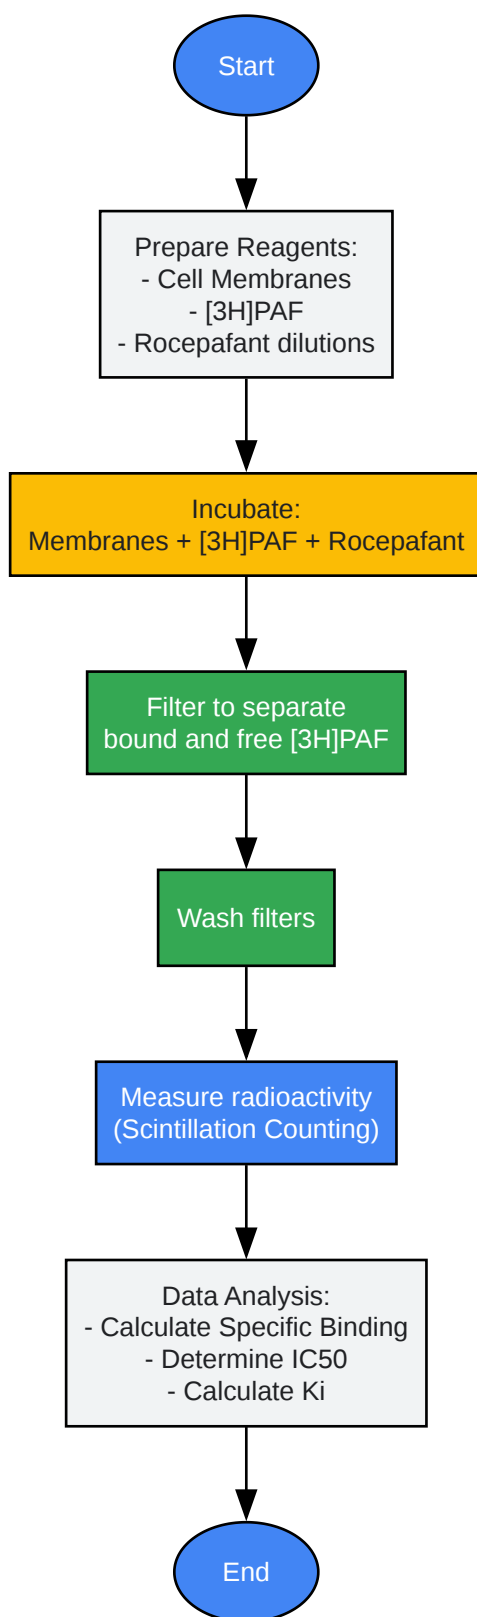 Start
Prepare Reagents:
- Cell Membranes
- [3H]PAF
- Rocepafant dilutions
Incubate:
Membranes + [3H]PAF + Rocepafant
Filter to separate
bound and free [3H]PAF
Wash filters
Measure radioactivity
(Scintillation Counting)
Data Analysis:
- Calculate Specific Binding
- Determine IC50
- Calculate Ki
End